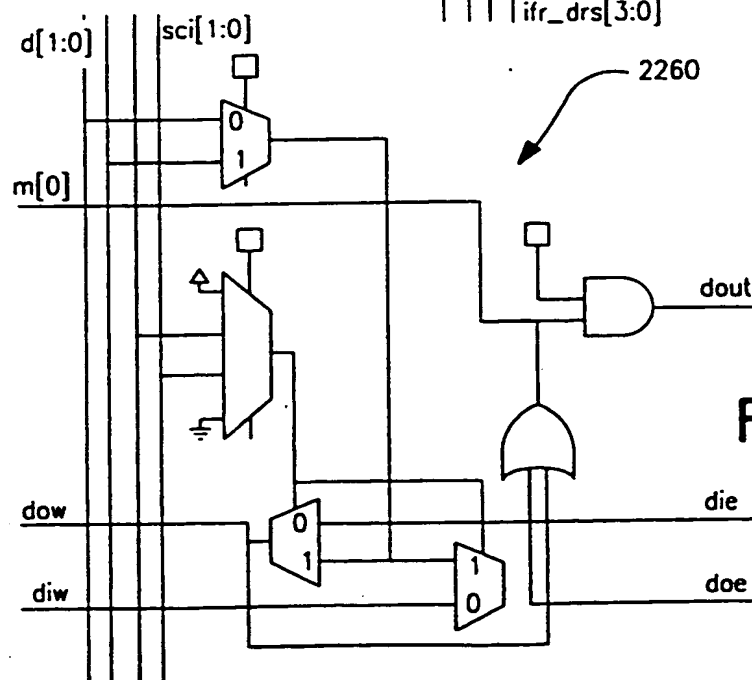 ifr_drs[3:0]
sci[1:0]
d[1:0]
2260
0
1
m[0]
dout
dow
0
die
1
1
diw
0
doe